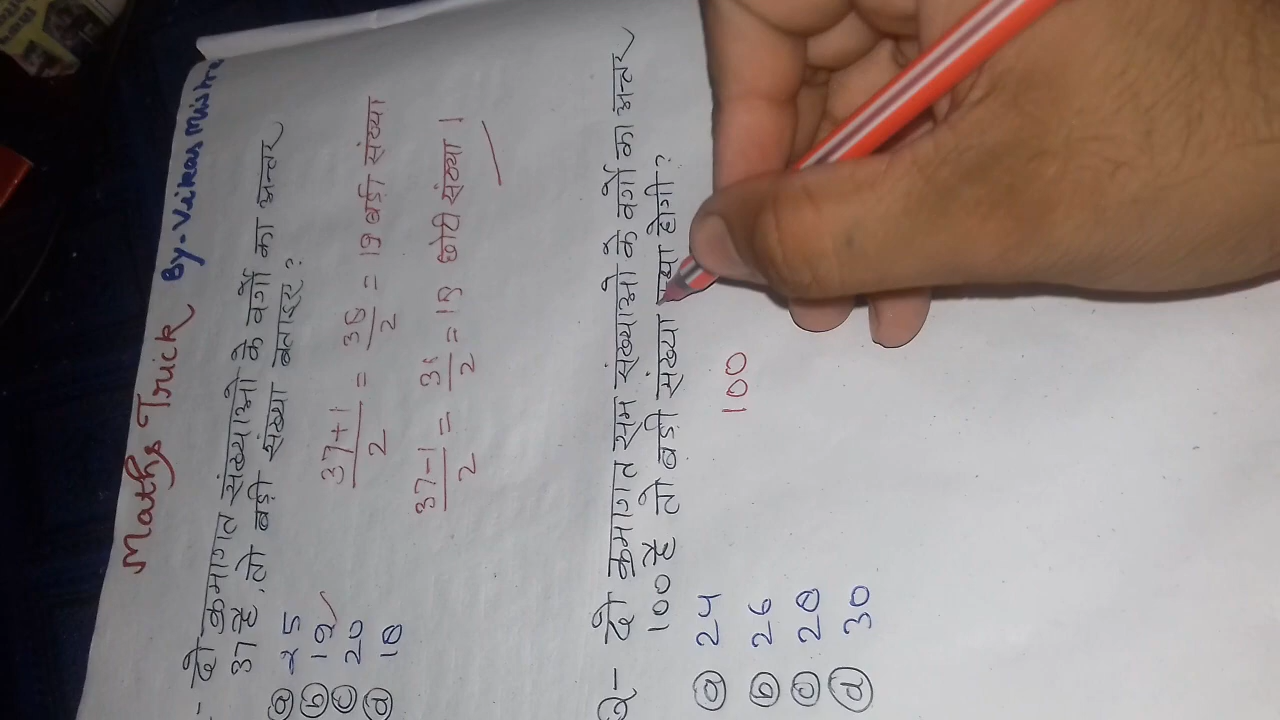 Maths Trick By-Vikas Mishra
- दो क्रमागत संख्याओ के वर्गो का अन्तर
37 है, तो बड़ी संख्या बताइए?
ⓐ 25
ⓑ 19
ⓒ 20
ⓓ 18
37+1/2 = 38/2 = 19 बड़ी संख्या
37-1/2 = 36/2 = 18 छोटी संख्या।
Q- दो क्रमागत सम संख्याओ के वर्गो का अन्तर
100 है तो बड़ी संख्या क्या होगी?
ⓐ 24
ⓑ 26
ⓒ 28
ⓓ 30
100